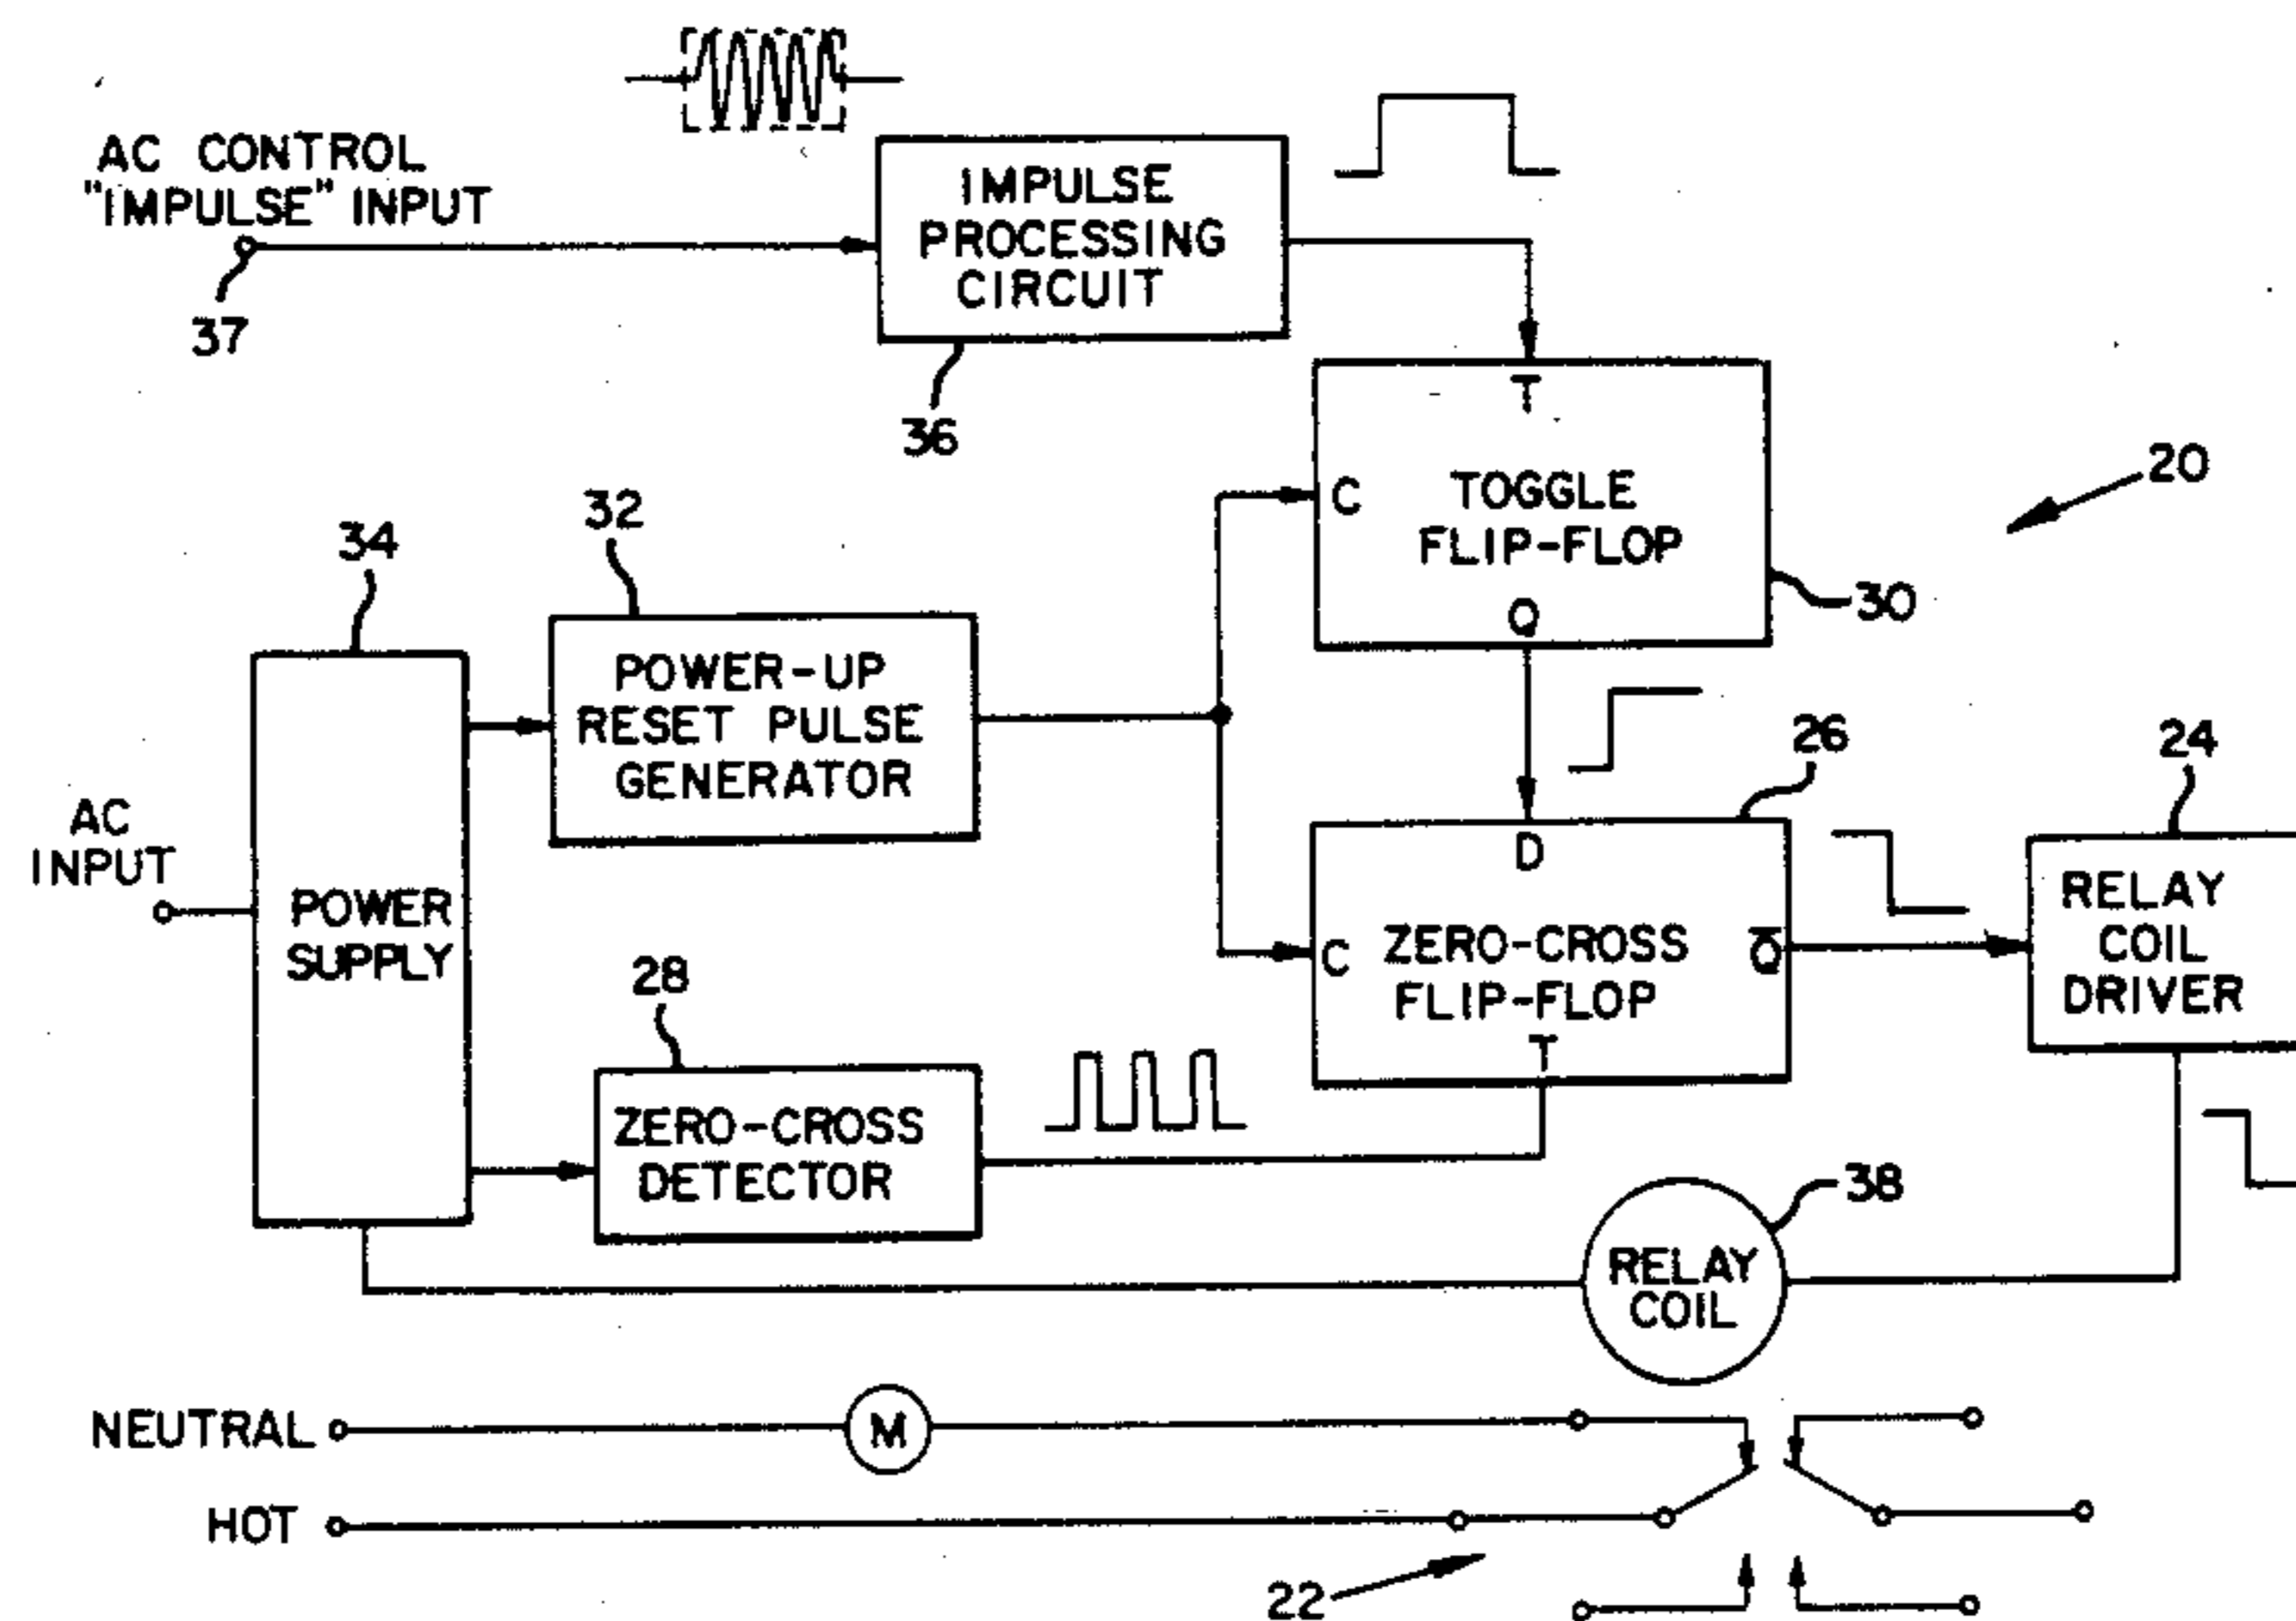 AC CONTROL
"IMPULSE" INPUT
37
IMPULSE
PROCESSING
CIRCUIT
36
T
C
TOGGLE
FLIP-FLOP
Q
20
30
34
32
POWER-UP
RESET PULSE
GENERATOR
AC
INPUT
POWER
SUPPLY
26
24
D
C
ZERO-CROSS
FLIP-FLOP
Q̅
T
RELAY
COIL
DRIVER
28
ZERO-CROSS
DETECTOR
38
RELAY
COIL
NEUTRAL
M
HOT
22